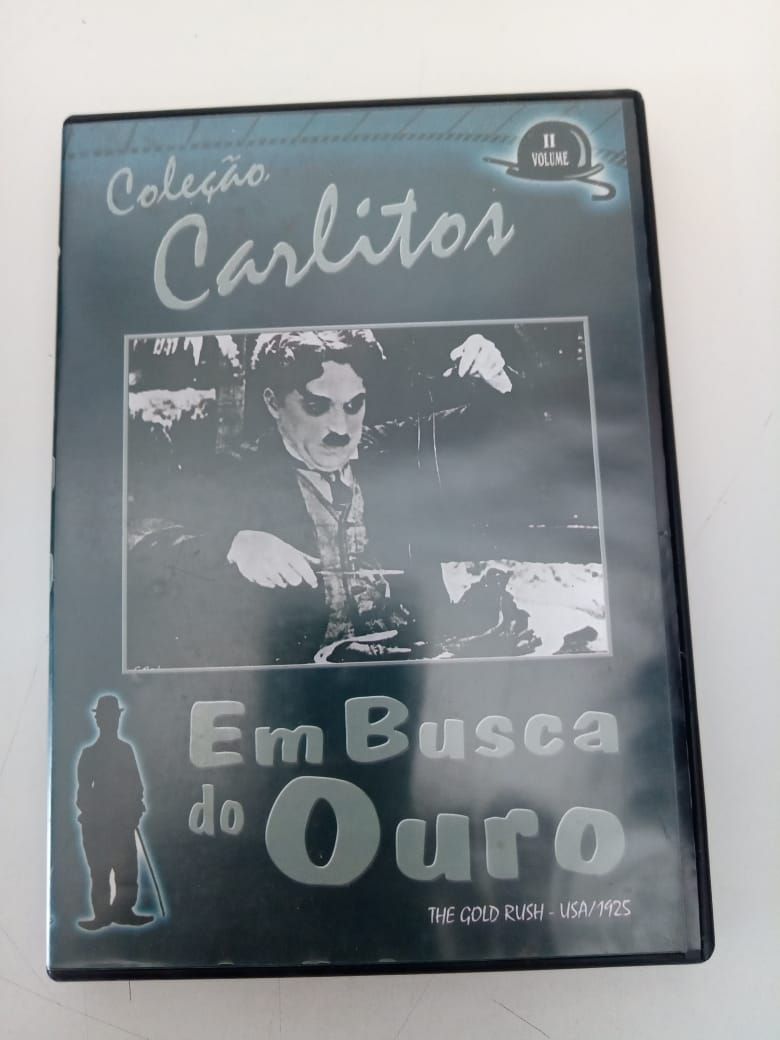 II
VOLUME
Coleção
Carlitos
Em Busca
do Ouro
THE GOLD RUSH - USA/1925